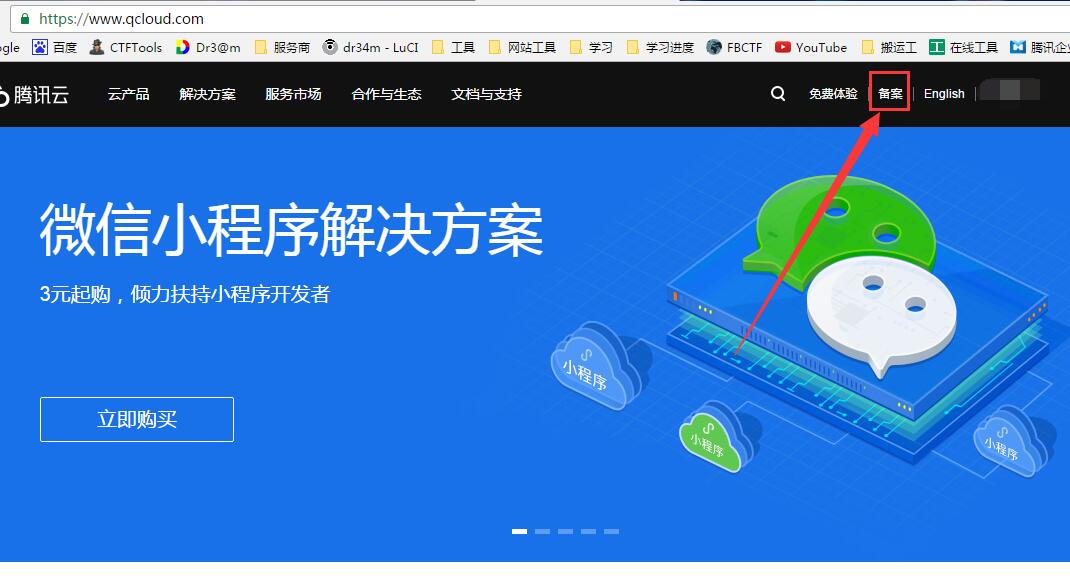 https://www.qcloud.com
gle 百度 CTFTools Dr3@m 服务商 dr34m - LuCI 工具 网站工具 学习 学习进度 FBCTF YouTube 搬运工 在线工具 腾讯企业
腾讯云 云产品 解决方案 服务市场 合作与生态 文档与支持 免费体验 备案 English
微信小程序解决方案
3元起购，倾力扶持小程序开发者
小程序
立即购买
小程序
小程序